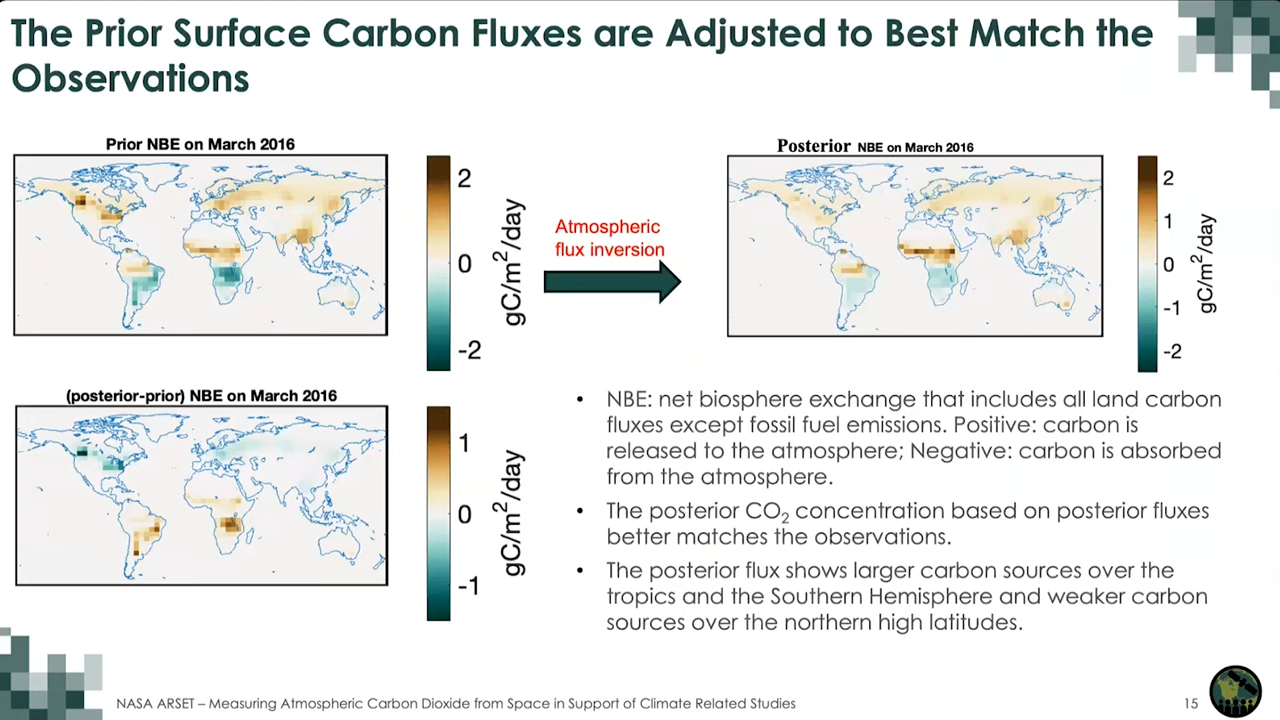 The Prior Surface Carbon Fluxes are Adjusted to Best Match the
Observations
Prior NBE on March 2016
2
0
-2
gC/m²/day
Atmospheric
flux inversion
Posterior NBE on March 2016
2
1
0
-1
-2
gC/m²/day
(posterior-prior) NBE on March 2016
1
0
-1
gC/m²/day
• NBE: net biosphere exchange that includes all land carbon
fluxes except fossil fuel emissions. Positive: carbon is
released to the atmosphere; Negative: carbon is absorbed
from the atmosphere.
• The posterior CO₂ concentration based on posterior fluxes
better matches the observations.
• The posterior flux shows larger carbon sources over the
tropics and the Southern Hemisphere and weaker carbon
sources over the northern high latitudes.
NASA ARSET – Measuring Atmospheric Carbon Dioxide from Space in Support of Climate Related Studies
15